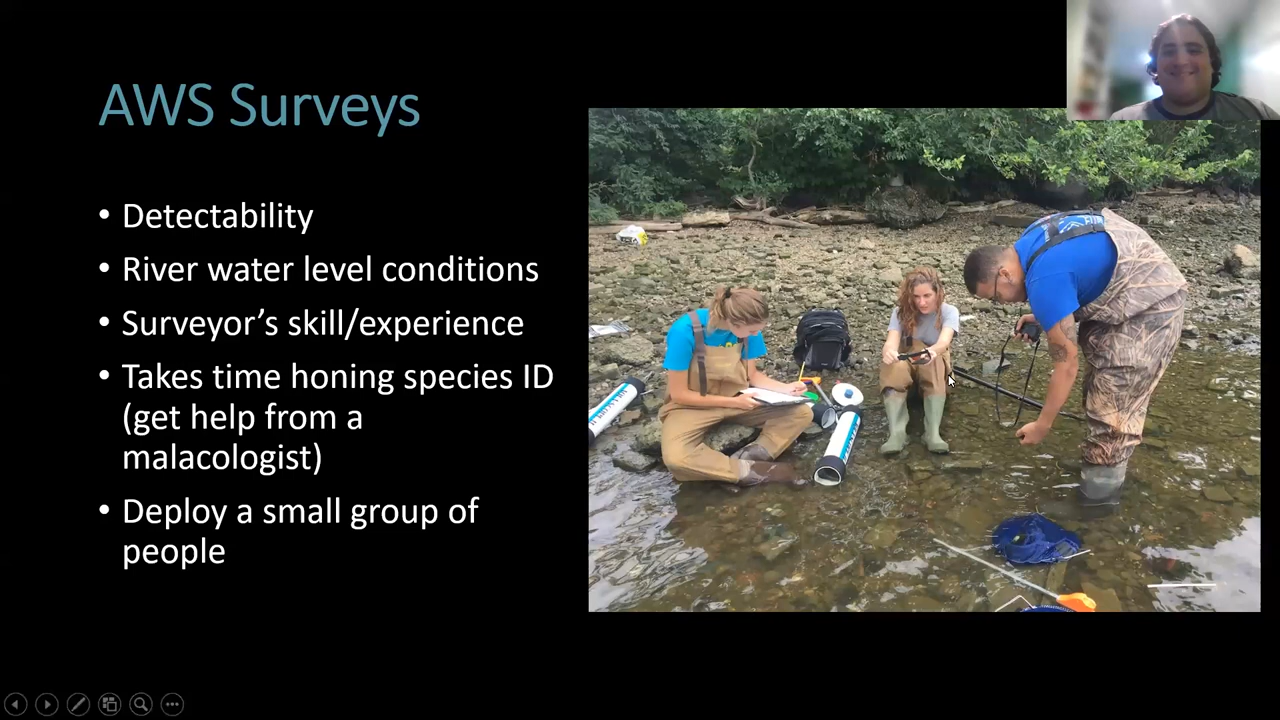 AWS Surveys
• Detectability
• River water level conditions
• Surveyor's skill/experience
• Takes time honing species ID
(get help from a
malacologist)
• Deploy a small group of
people